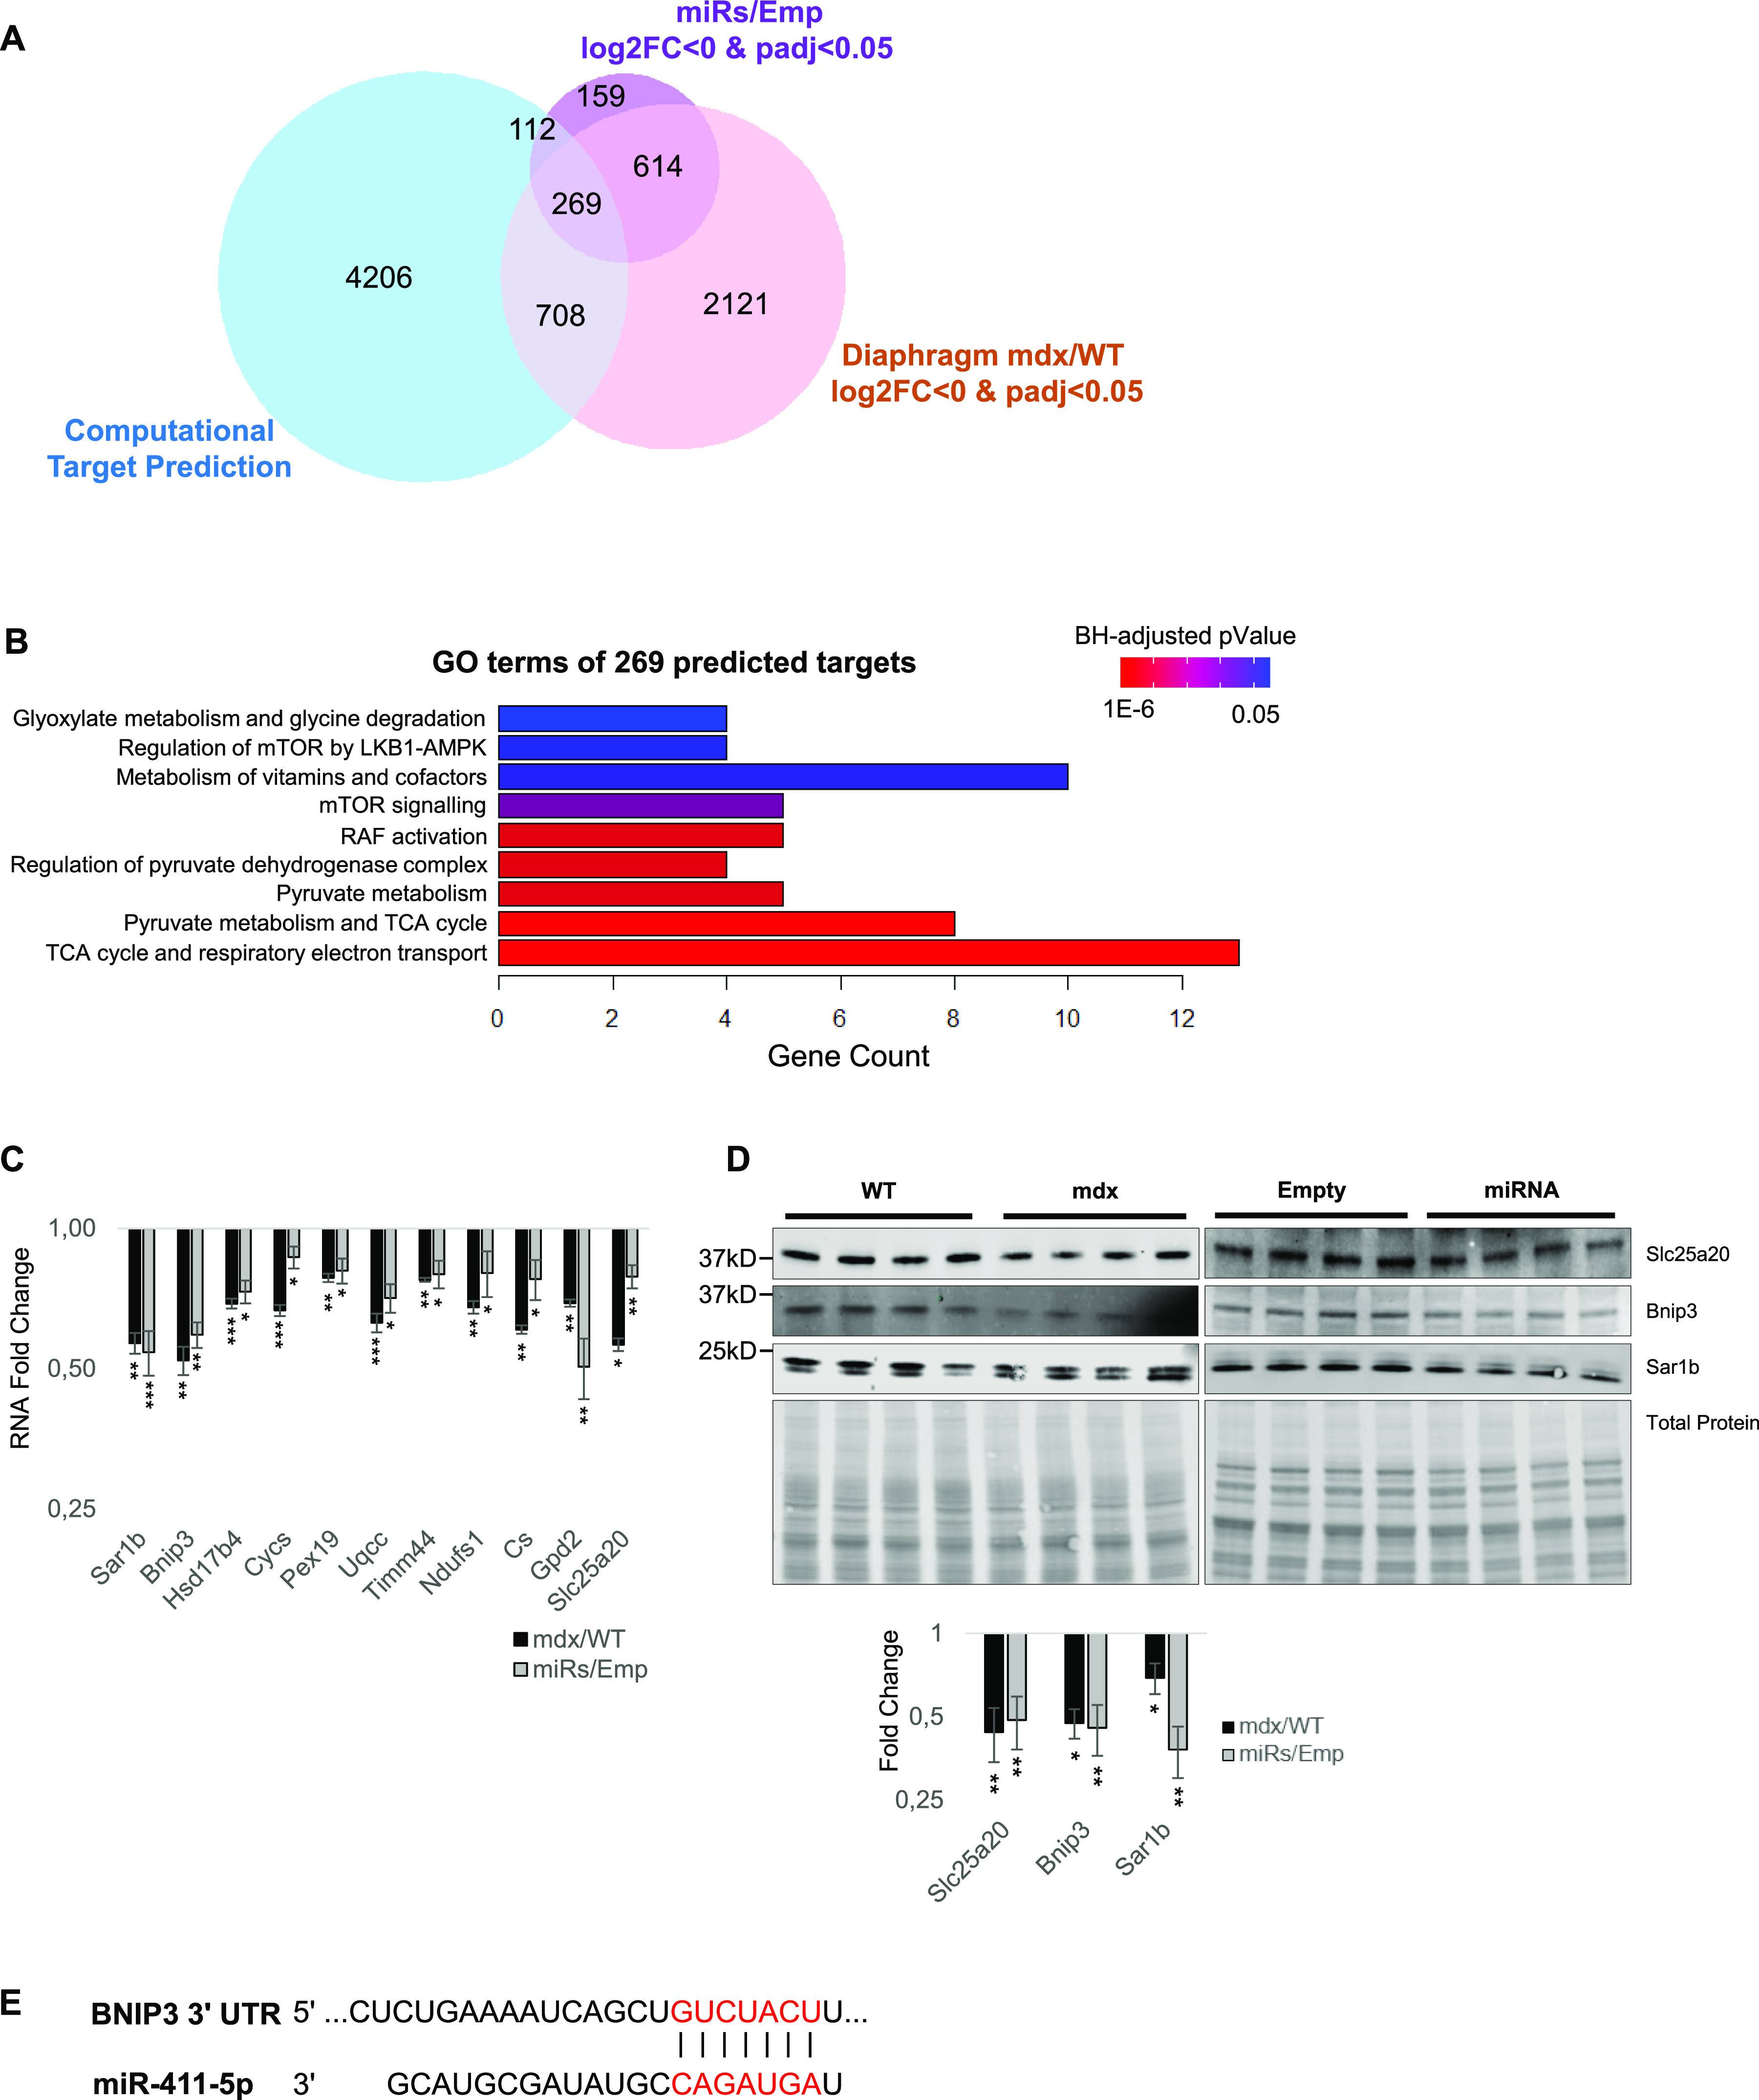 A
miRs/Emp
log2FC<0 & padj<0.05
159
112
614
269
4206
708
2121
Diaphragm mdx/WT
log2FC<0 & padj<0.05
Computational
Target Prediction
B
GO terms of 269 predicted targets
BH-adjusted pValue
1E-6
0.05
Glyoxylate metabolism and glycine degradation
Regulation of mTOR by LKB1-AMPK
Metabolism of vitamins and cofactors
mTOR signalling
RAF activation
Regulation of pyruvate dehydrogenase complex
Pyruvate metabolism
Pyruvate metabolism and TCA cycle
TCA cycle and respiratory electron transport
0 2 4 6 8 10 12
Gene Count
C
RNA Fold Change
1,00
0,50
0,25
** *** ** ** *** * *** * ** * *** * ** * ** * ** * ** ** * **
Sar1b
Bnip3
Hsd17b4
Cycs
Pex19
Uqcc
Timm44
Ndufs1
Cs
Gpd2
Slc25a20
mdx/WT
miRs/Emp
D
WT mdx Empty miRNA
37kD
Slc25a20
37kD
Bnip3
25kD
Sar1b
Total Protein
Fold Change
1
0,5
0,25
** ** * ** * **
Slc25a20
Bnip3
Sar1b
mdx/WT
miRs/Emp
E
BNIP3 3' UTR 5' ...CUCUGAAAAUCAGCUGUCUACUU...
miR-411-5p 3' GCAUGCGAUAUGCCAGAUGAU